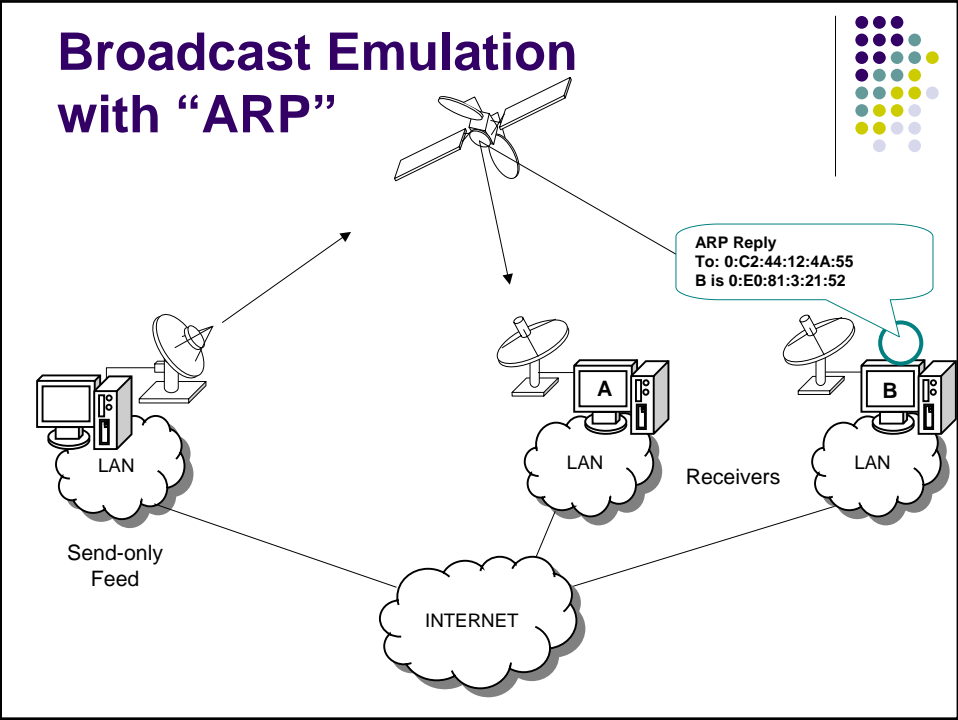 Broadcast Emulation
with “ARP”
ARP Reply
To: 0:C2:44:12:4A:55
B is 0:E0:81:3:21:52
A
B
LAN
LAN
Receivers
LAN
Send-only
Feed
INTERNET